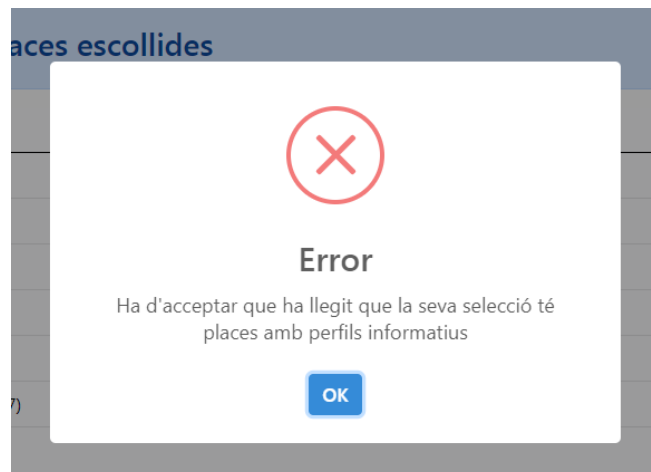 aces escollides
Error
Ha d'acceptar que ha llegit que la seva selecció té
places amb perfils informatius
OK
7)